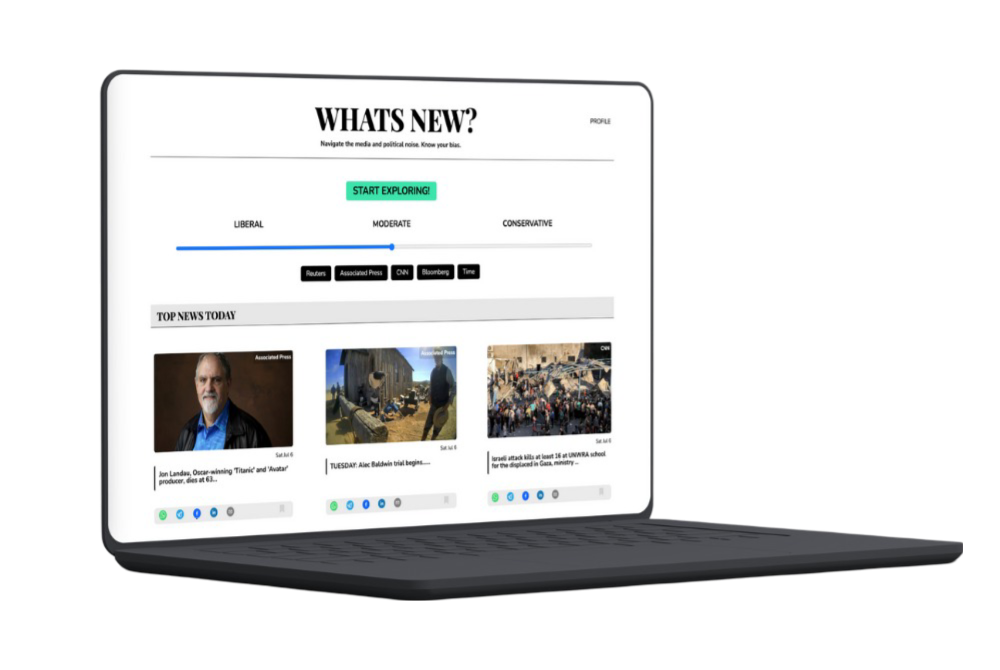 WHATS NEW?
PROFILE
Navigate the media and political noise. Know your bias.
START EXPLORING!
LIBERAL
MODERATE
CONSERVATIVE
Reuters
Associated Press
CNN
Bloomberg
Time
TOP NEWS TODAY
Associated Press
Associated Press
CNN
Sat Jul 6
Sat Jul 6
Sat Jul 6
Jon Landau, Oscar-winning 'Titanic' and 'Avatar'
producer, dies at 63...
TUESDAY: Alec Baldwin trial begins.....
Israeli attack kills at least 16 at UNWRA school
for the displaced in Gaza, ministry ...